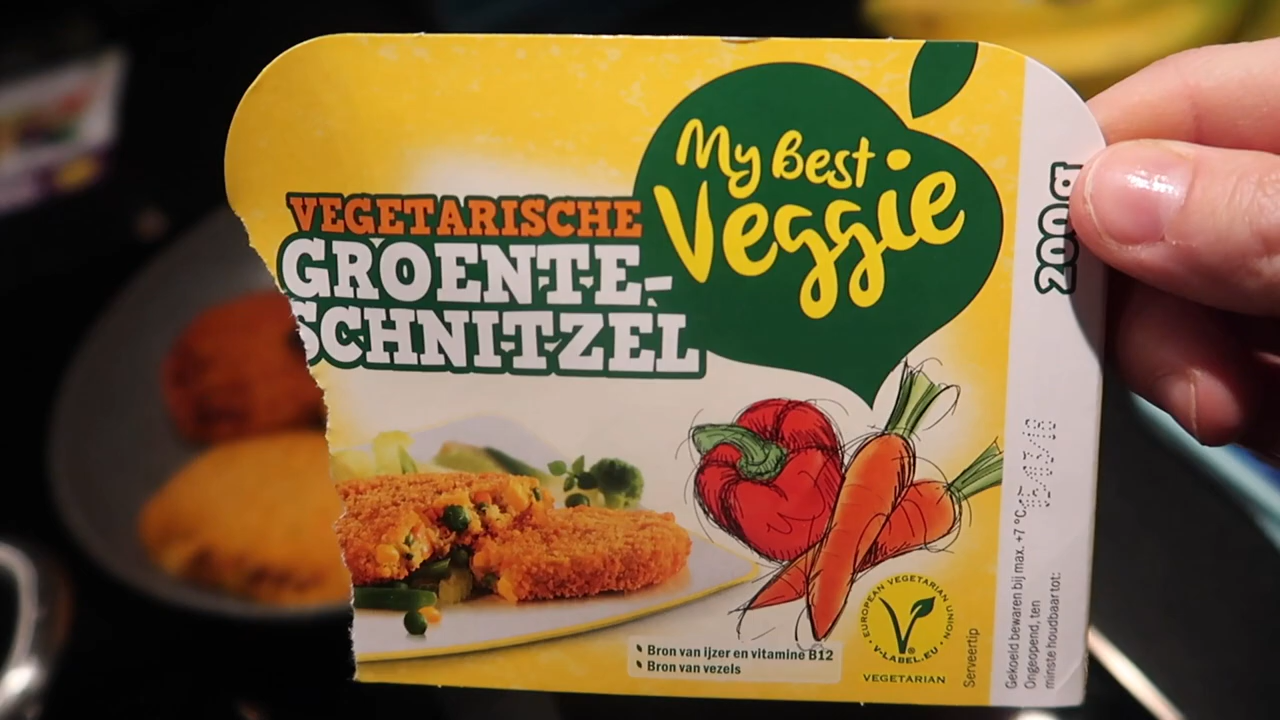 My Best
Veggie
VEGETARISCHE
GROENTE-
SCHNITZEL
200g
• Bron van ijzer en vitamine B12
• Bron van vezels
EUROPEAN VEGETARIAN UNION
V-LABEL.EU
VEGETARIAN
Serveertip
Gekoeld bewaren bij max. +7 °C.
Ongeopend, ten
minste houdbaar tot: